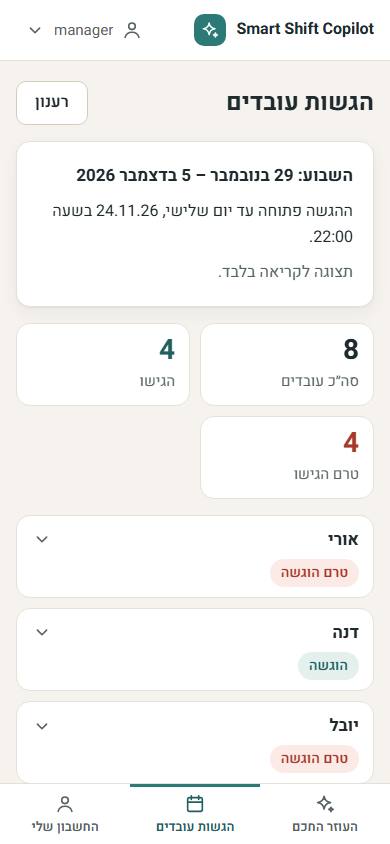 Smart Shift Copilot
manager
הגשות עובדים
רענון
השבוע: 29 בנובמבר – 5 בדצמבר 2026
ההגשה פתוחה עד יום שלישי, 24.11.26 בשעה
22:00.
תצוגה לקריאה בלבד.
8
סה״כ עובדים
4
הגישו
4
טרם הגישו
אורי
טרם הוגשה
דנה
הוגשה
יובל
טרם הוגשה
העוזר החכם
הגשות עובדים
החשבון שלי